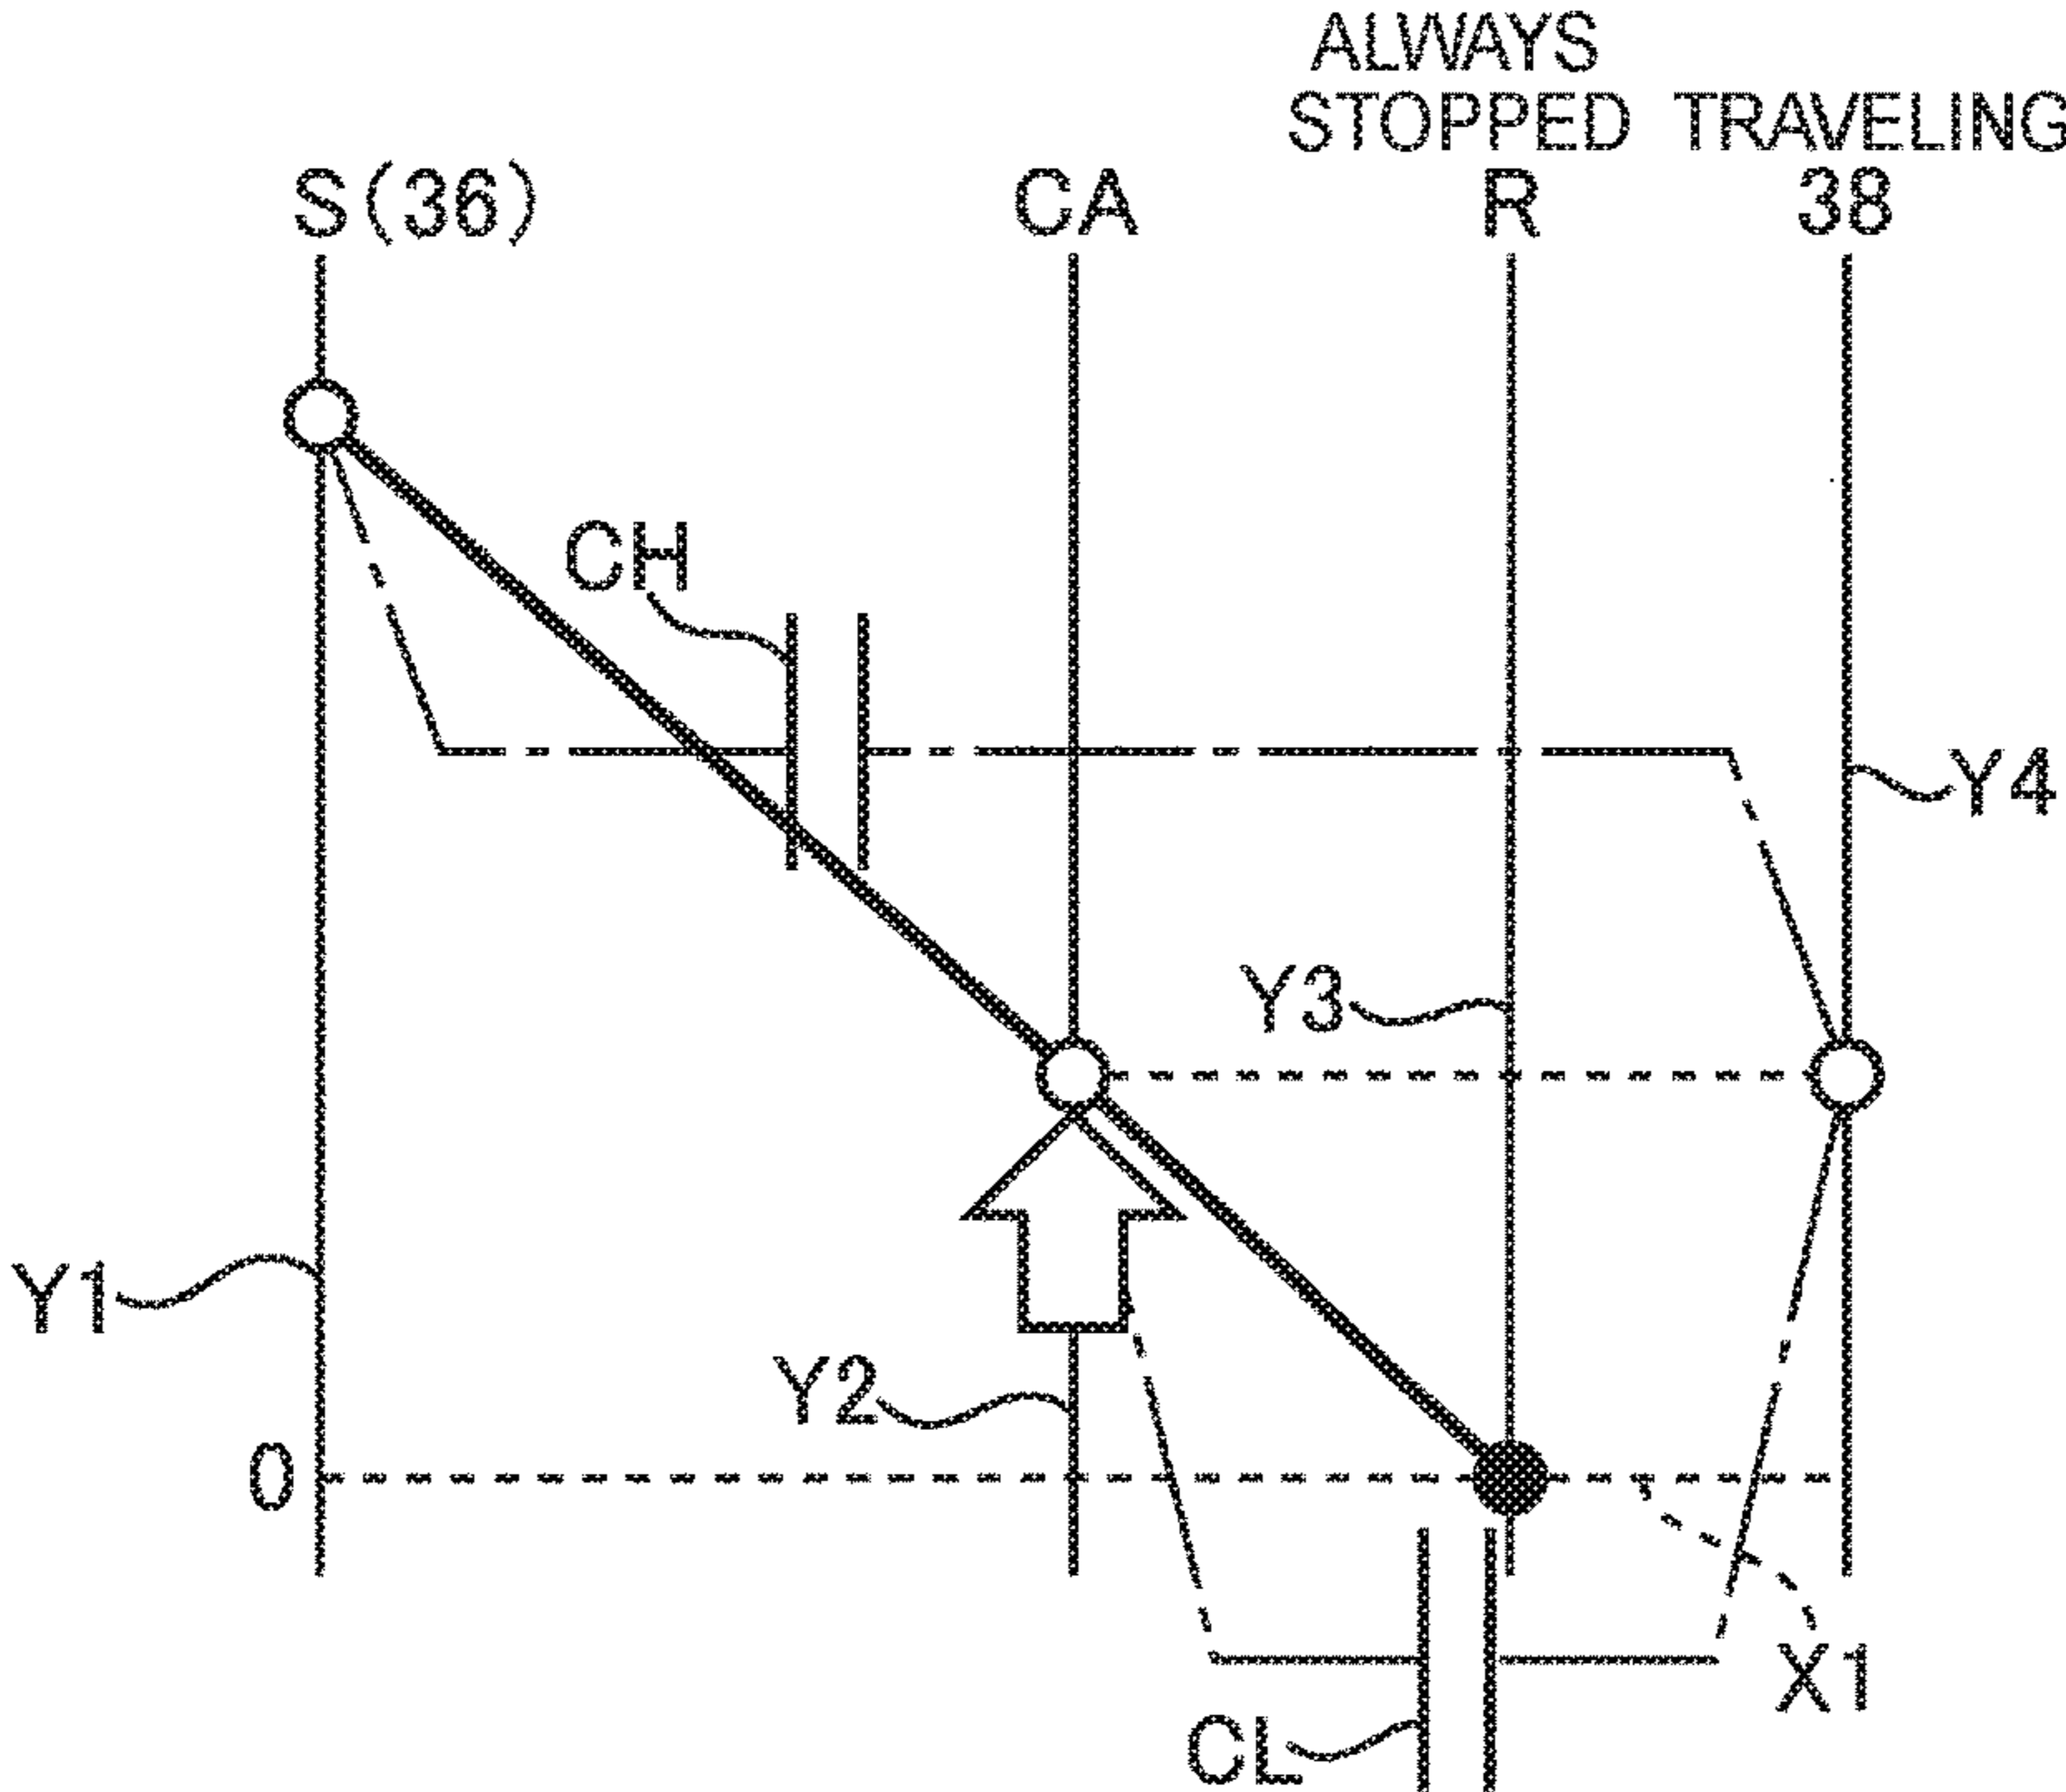 ALWAYS
STOPPED TRAVELING
S(36) CA R 38
CH
Y4
Y3
Y1
Y2
0
X1
CL